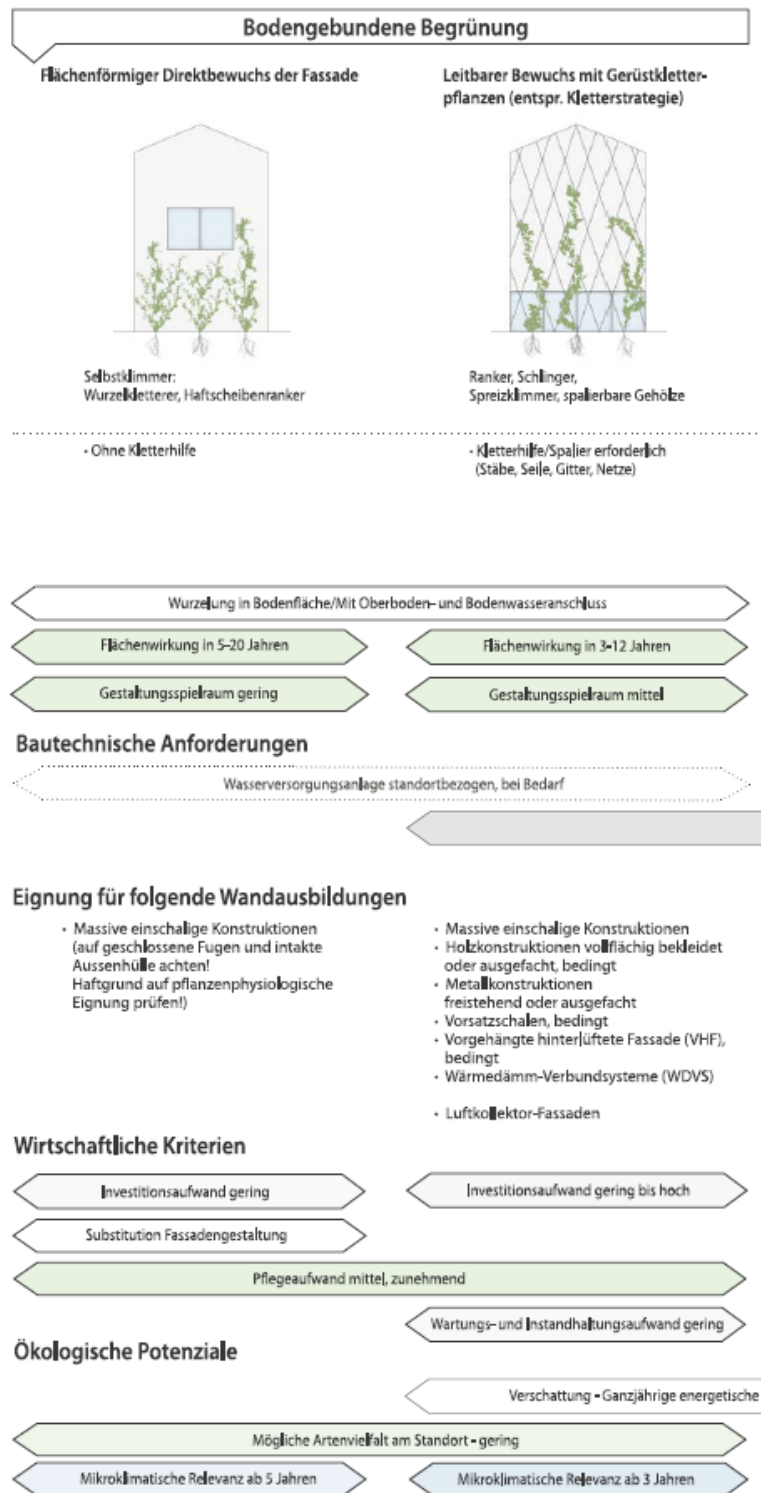 Bodengebundene Begrünung
Flächenförmiger Direktbewuchs der Fassade
Leitbarer Bewuchs mit Gerüstkletter-
pflanzen (entspr. Kletterstrategie)
Selbstklimmer:
Wurzelkletterer, Haftscheibenranker
Ranker, Schlinger,
Spreizklimmer, spalierbare Gehölze
• Ohne Kletterhilfe
• Kletterhilfe/Spalier erforderlich
(Stäbe, Seile, Gitter, Netze)
Wurzelung in Bodenfläche/Mit Oberboden- und Bodenwasseranschluss
Flächenwirkung in 5–20 Jahren
Flächenwirkung in 3–12 Jahren
Gestaltungsspielraum gering
Gestaltungsspielraum mittel
Bautechnische Anforderungen
Wasserversorgungsanlage standortbezogen, bei Bedarf
Eignung für folgende Wandausbildungen
• Massive einschalige Konstruktionen
(auf geschlossene Fugen und intakte
Aussenhülle achten!
Haftgrund auf pflanzenphysiologische
Eignung prüfen!)
• Massive einschalige Konstruktionen
• Holzkonstruktionen vollflächig bekleidet
oder ausgefacht, bedingt
• Metallkonstruktionen
freistehend oder ausgefacht
• Vorsatzschalen, bedingt
• Vorgehängte hinterlüftete Fassade (VHF),
bedingt
• Wärmedämm-Verbundsysteme (WDVS)
• Luftkollektor-Fassaden
Wirtschaftliche Kriterien
Investitionsaufwand gering
Investitionsaufwand gering bis hoch
Substitution Fassadengestaltung
Pflegeaufwand mittel, zunehmend
Wartungs- und Instandhaltungsaufwand gering
Ökologische Potenziale
Verschattung - Ganzjährige energetische
Mögliche Artenvielfalt am Standort - gering
Mikroklimatische Relevanz ab 5 Jahren
Mikroklimatische Relevanz ab 3 Jahren